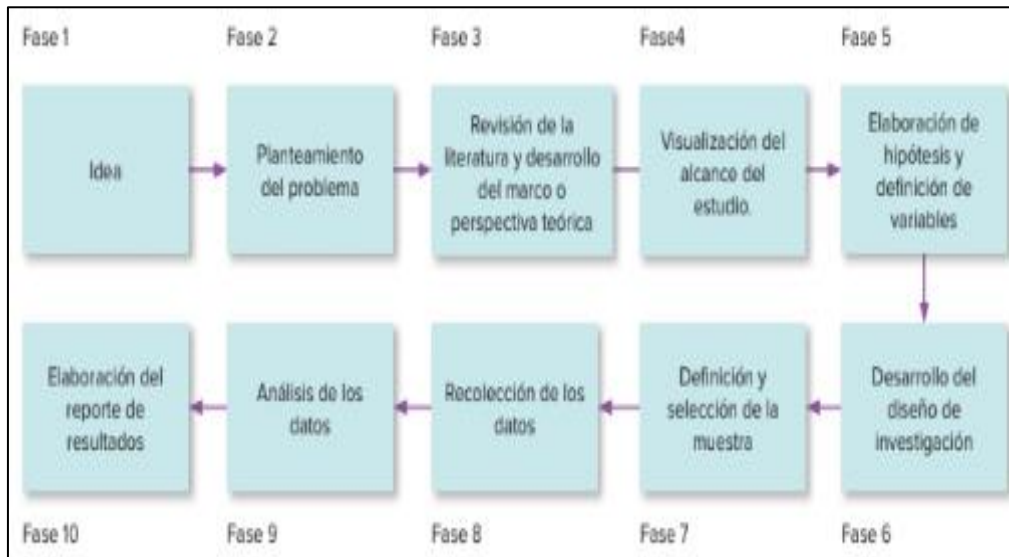 Fase 1
Fase 2
Fase 3
Fase4
Fase 5
Idea
Planteamiento
del problema
Revisión de la
literatura y desarrollo
del marco o
perspectiva teórica
Visualización del
alcance del
estudio.
Elaboración de
hipótesis y
definición de
variables
Elaboración del
reporte de
resultados
Análisis de los
datos
Recolección de los
datos
Definición y
selección de la
muestra
Desarrollo del
diseño de
investigación
Fase 10
Fase 9
Fase 8
Fase 7
Fase 6